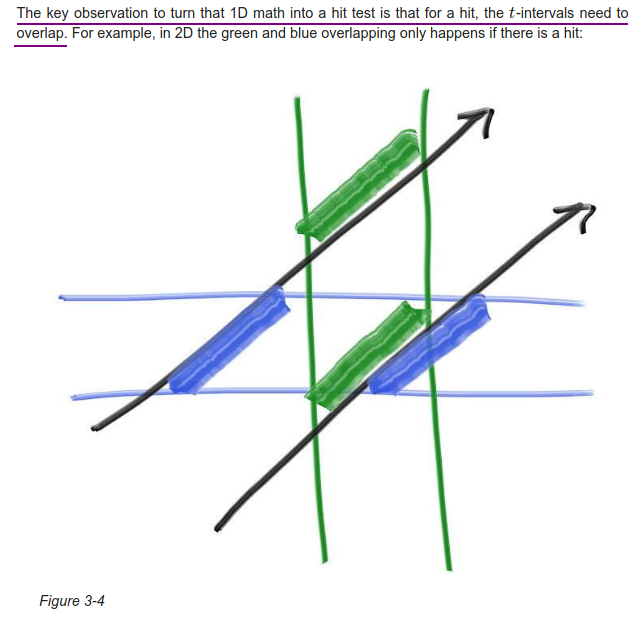 The key observation to turn that 1D math into a hit test is that for a hit, the t-intervals need to
overlap. For example, in 2D the green and blue overlapping only happens if there is a hit:
Figure 3-4